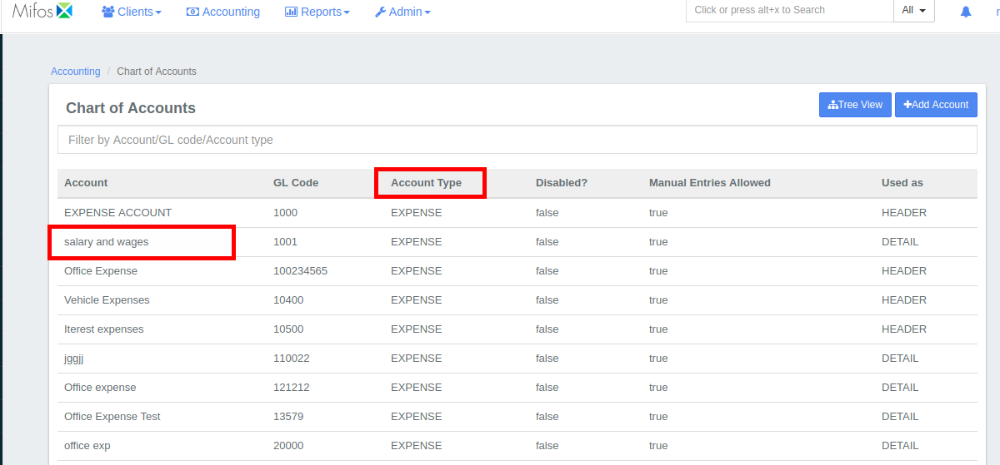 Mifos Clients Accounting Reports Admin Click or press alt+x to Search All
Accounting / Chart of Accounts
Chart of Accounts Tree View Add Account
Filter by Account/GL code/Account type
Account GL Code Account Type Disabled? Manual Entries Allowed Used as
EXPENSE ACCOUNT 1000 EXPENSE false true HEADER
salary and wages 1001 EXPENSE false true DETAIL
Office Expense 100234565 EXPENSE false true HEADER
Vehicle Expenses 10400 EXPENSE false true HEADER
Iterest expenses 10500 EXPENSE false true HEADER
jggjj 110022 EXPENSE false true DETAIL
Office expense 121212 EXPENSE false true DETAIL
Office Expense Test 13579 EXPENSE false true DETAIL
office exp 20000 EXPENSE false true DETAIL